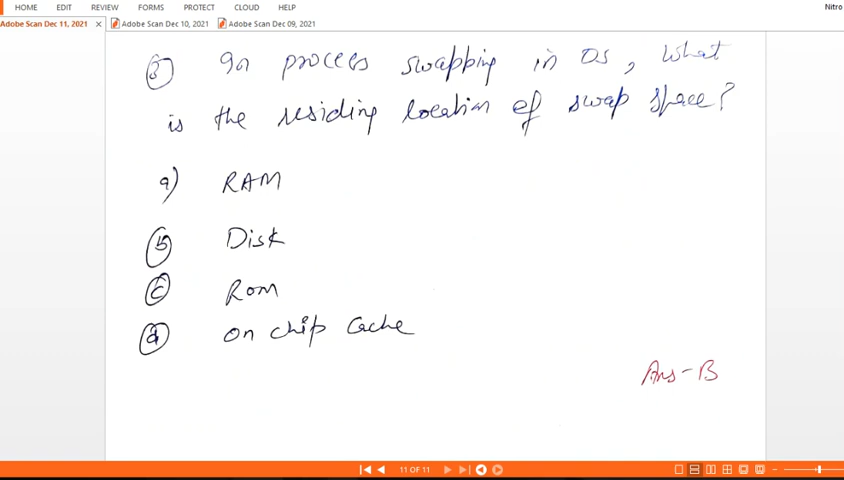 HOME EDIT REVIEW FORMS PROTECT CLOUD HELP Nitro
Adobe Scan Dec 11, 2021 × Adobe Scan Dec 10, 2021 Adobe Scan Dec 09, 2021
③ In process swapping in OS, What
is the residing location of swap space?
a) RAM
ⓑ Disk
ⓒ Rom
ⓓ on chip Cache
Ans-B
11 OF 11